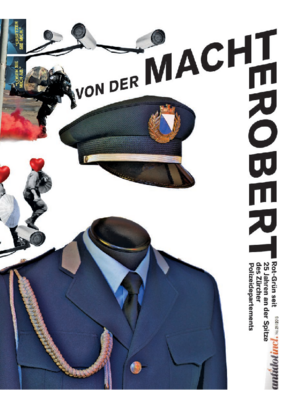 VON DER MACHT
EROBERT
Rot-Grün seit
25 Jahren an der Spitze
des Zürcher
Polizeidepartements